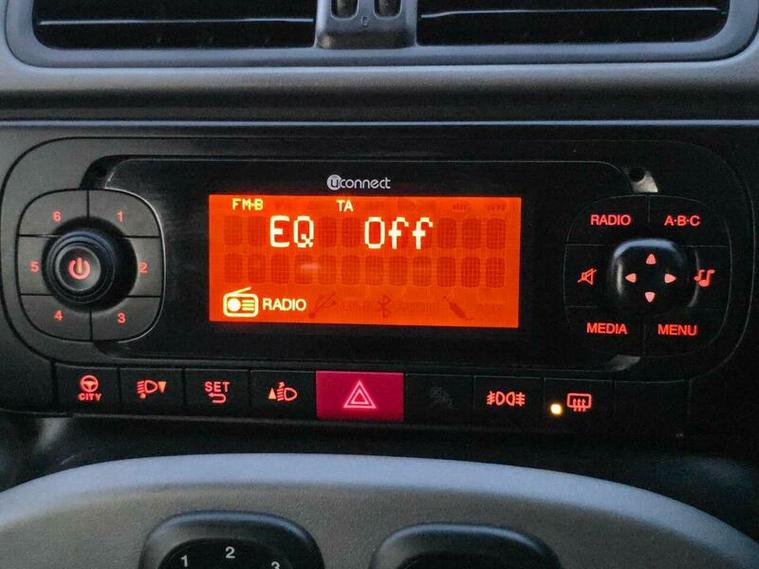 uconnect
FM-B TA
EQ Off
RADIO
6 1
5 2
4 3
RADIO A·B·C
MEDIA MENU
CITY
SET
1 2 3